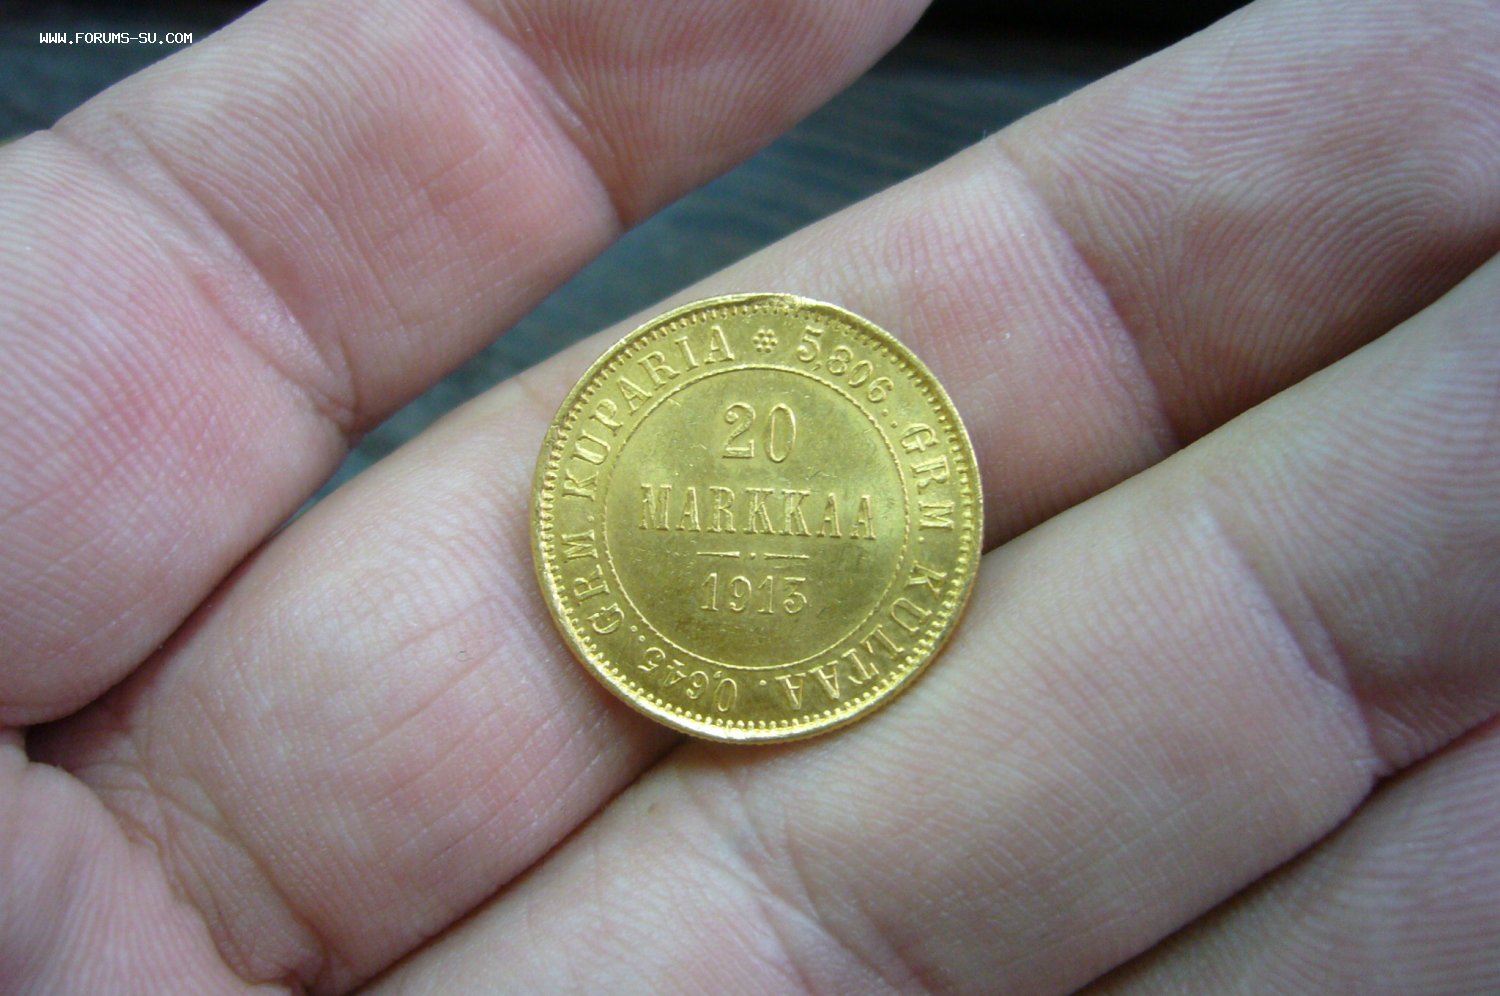 WWW.FORUMS-SU.COM
5,806..GRM.KULTAA.
0,645..GRM.KUPARIA
20
MARKKAA
1913